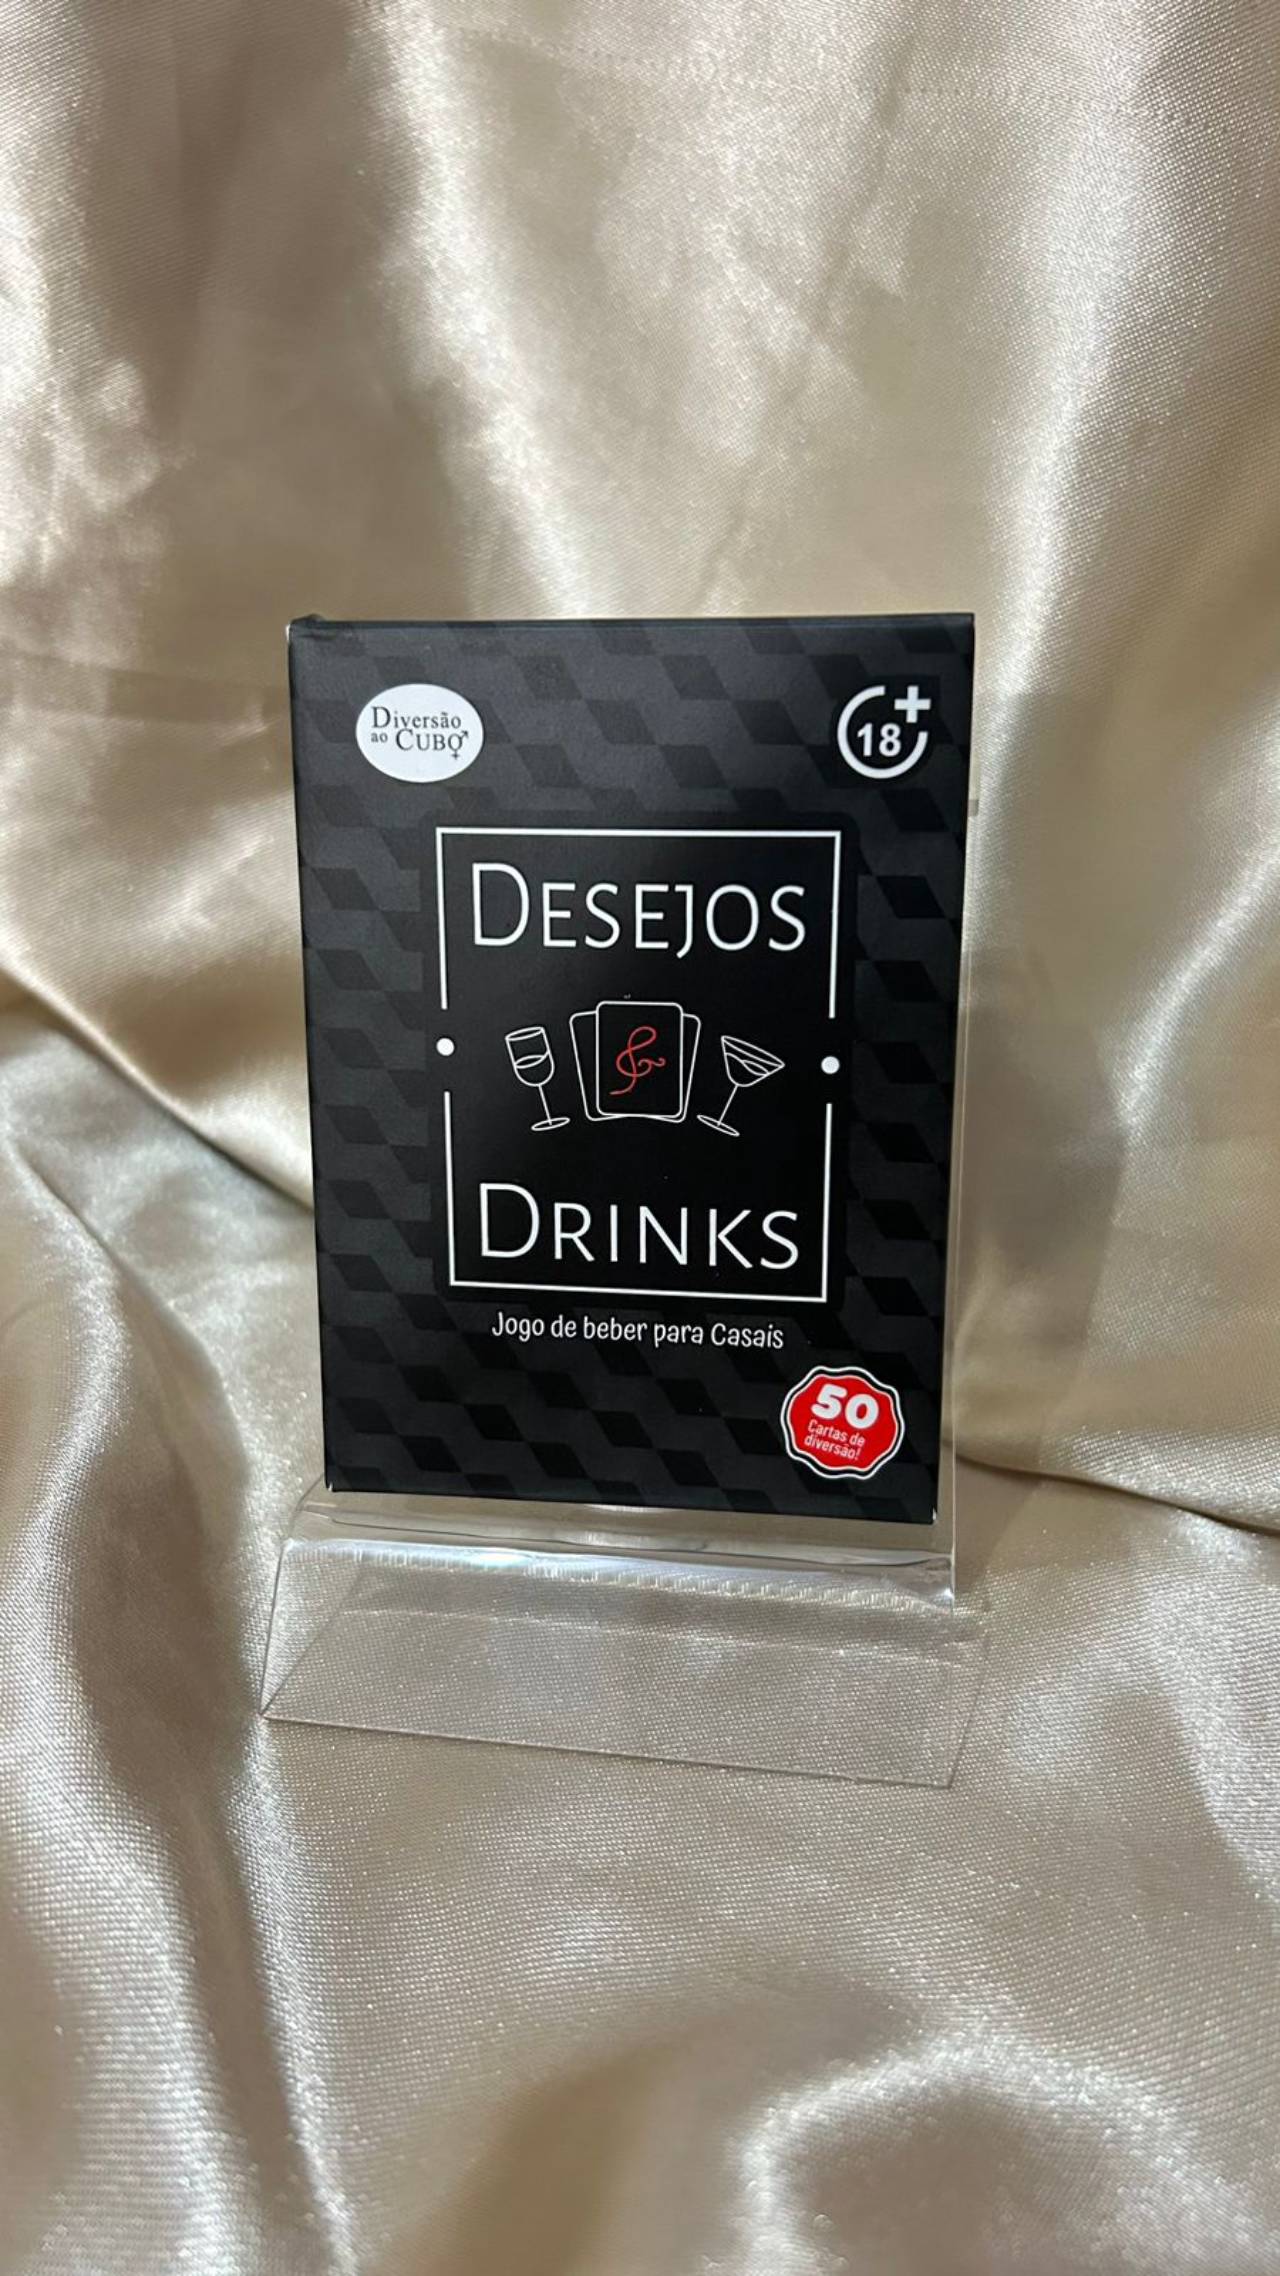 Diversão
ao CUBO
18+
DESEJOS
&
DRINKS
Jogo de beber para Casais
50
Cartas de
diversão!